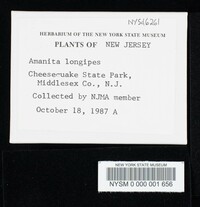 NYS1626l
HERBARIUM OF THE NEW YORK STATE MUSEUM
PLANTS OF NEW JERSEY
Amanita longipes
Cheesequake State Park,
Middlesex Co., N.J.
Collected by NJMA member
October 18, 1987 A
NEW YORK STATE MUSEUM
NYSM 0 000 001 656